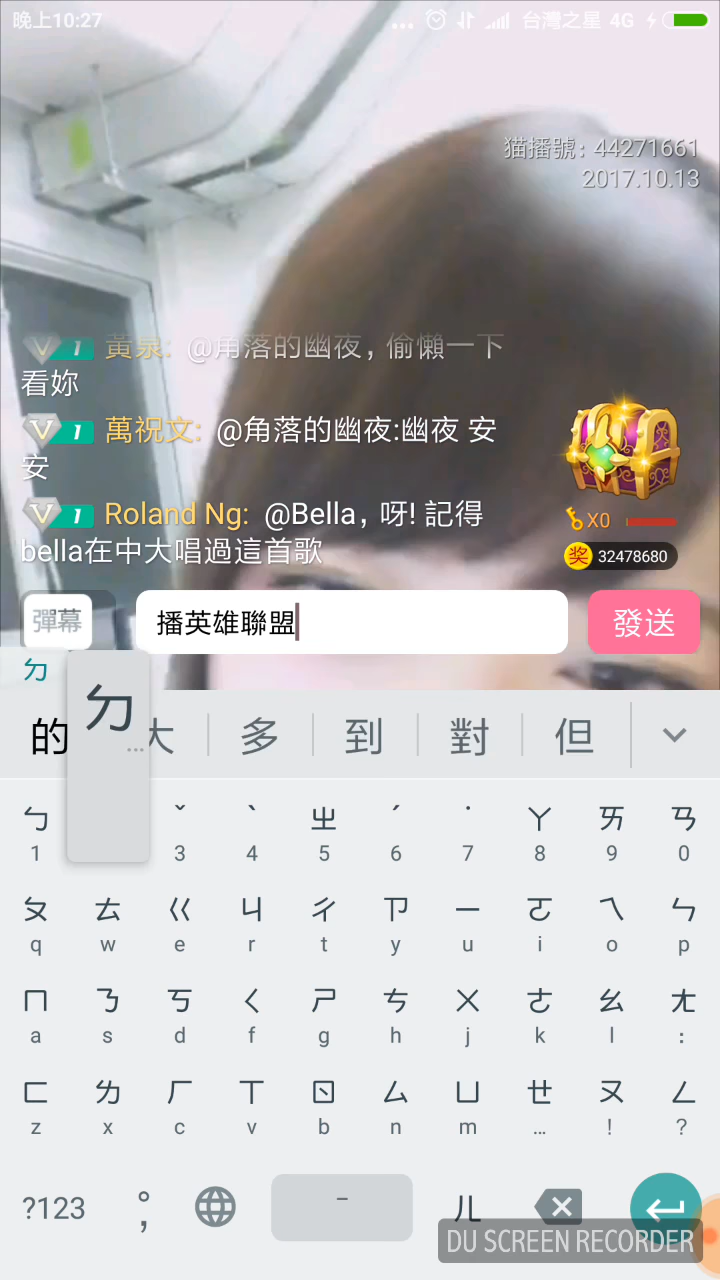 晚上10:27 ... 台灣之星 4G
猫播號: 44271661
2017.10.13
V 1 黃泉: @角落的幽夜, 偷懶一下
看妳
V 1 萬祝文: @角落的幽夜:幽夜 安
安
V 1 Roland Ng: @Bella, 呀! 記得
bella在中大唱過這首歌
X0
奖 32478680
彈幕 播英雄聯盟 發送
ㄉ
ㄉ
...
的 大 多 到 對 但
ㄅ ˇ ˋ ㄓ ˊ ˙ ㄚ ㄞ ㄢ
1 3 4 5 6 7 8 9 0
ㄆ ㄊ ㄍ ㄐ ㄔ ㄗ ㄧ ㄛ ㄟ ㄣ
q w e r t y u i o p
ㄇ ㄋ ㄎ ㄑ ㄕ ㄘ ㄨ ㄜ ㄠ ㄤ
a s d f g h j k l :
ㄈ ㄌ ㄏ ㄒ ㄖ ㄙ ㄩ ㄝ ㄡ ㄥ
z x c v b n m ... ! ?
?123 °, ˉ ㄦ
DU SCREEN RECORDER